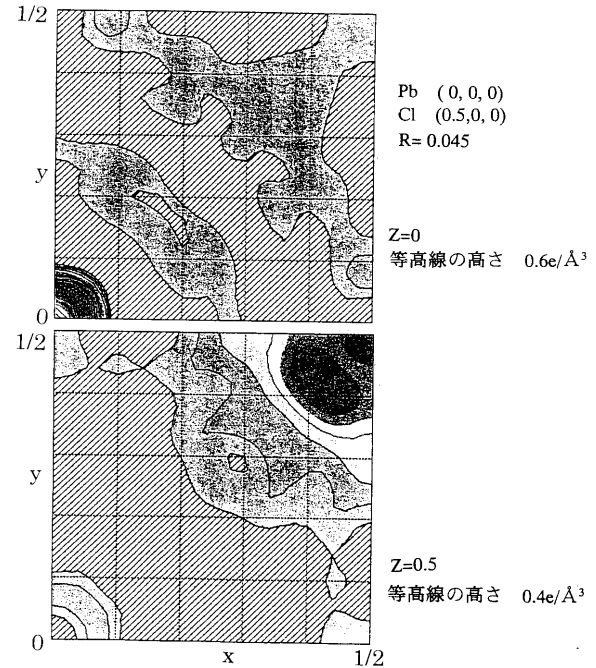 1/2
Pb ( 0, 0, 0)
Cl (0.5,0, 0)
R= 0.045
y
Z=0
等高線の高さ 0.6e/Å³
0
1/2
y
Z=0.5
等高線の高さ 0.4e/Å³
0
x
1/2